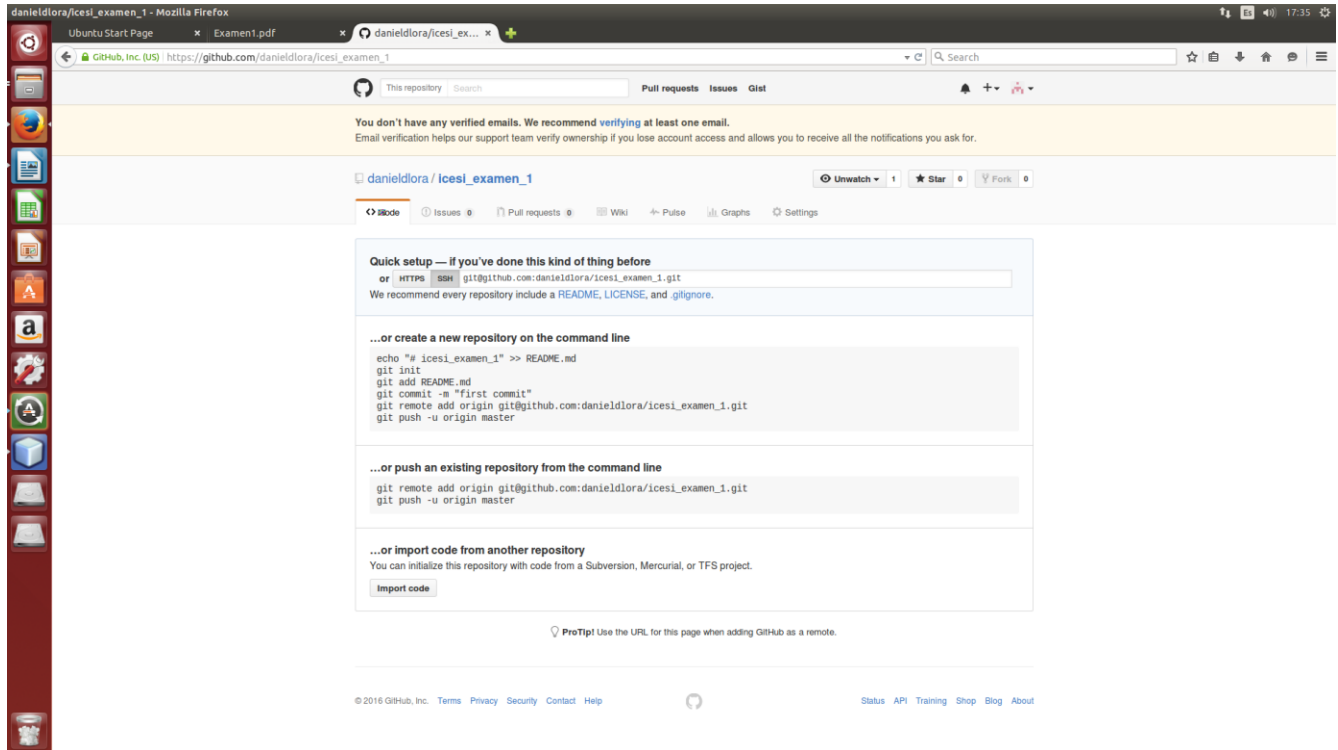 danieldlora/icesi_examen_1 - Mozilla Firefox
Es 17:35
Ubuntu Start Page × Examen1.pdf × danieldlora/icesi_ex... ×
GitHub, Inc. (US) https://github.com/danieldlora/icesi_examen_1 Search
This repository Search Pull requests Issues Gist
You don't have any verified emails. We recommend verifying at least one email.
Email verification helps our support team verify ownership if you lose account access and allows you to receive all the notifications you ask for.
danieldlora / icesi_examen_1 Unwatch 1 Star 0 Fork 0
Issues 0 Pull requests 0 Wiki Pulse Graphs Settings
Quick setup — if you've done this kind of thing before
or HTTPS SSH git@github.com:danieldlora/icesi_examen_1.git
We recommend every repository include a README, LICENSE, and .gitignore.
…or create a new repository on the command line
echo "# icesi_examen_1" >> README.md
git init
git add README.md
git commit -m "first commit"
git remote add origin git@github.com:danieldlora/icesi_examen_1.git
git push -u origin master
…or push an existing repository from the command line
git remote add origin git@github.com:danieldlora/icesi_examen_1.git
git push -u origin master
…or import code from another repository
You can initialize this repository with code from a Subversion, Mercurial, or TFS project.
Import code
ProTip! Use the URL for this page when adding GitHub as a remote.
© 2016 GitHub, Inc. Terms Privacy Security Contact Help Status API Training Shop Blog About